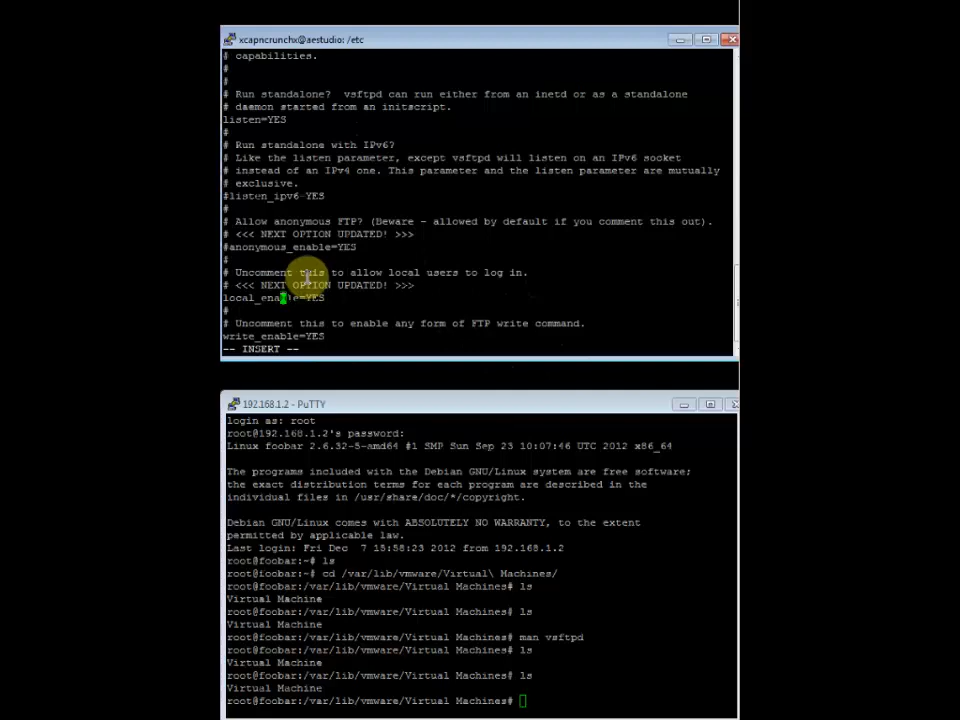 xcapncrunchx@aestudio: /etc
# capabilities.
#
#
# Run standalone?  vsftpd can run either from an inetd or as a standalone
# daemon started from an initscript.
listen=YES
#
# Run standalone with IPv6?
# Like the listen parameter, except vsftpd will listen on an IPv6 socket
# instead of an IPv4 one. This parameter and the listen parameter are mutually
# exclusive.
#listen_ipv6=YES
#
# Allow anonymous FTP? (Beware - allowed by default if you comment this out).
# <<< NEXT OPTION UPDATED! >>>
#anonymous_enable=YES
#
# Uncomment this to allow local users to log in.
# <<< NEXT OPTION UPDATED! >>>
local_enable=YES
#
# Uncomment this to enable any form of FTP write command.
write_enable=YES
-- INSERT --
192.168.1.2 - PuTTY
login as: root
root@192.168.1.2's password:
Linux foobar 2.6.32-5-amd64 #1 SMP Sun Sep 23 10:07:46 UTC 2012 x86_64
The programs included with the Debian GNU/Linux system are free software;
the exact distribution terms for each program are described in the
individual files in /usr/share/doc/*/copyright.
Debian GNU/Linux comes with ABSOLUTELY NO WARRANTY, to the extent
permitted by applicable law.
Last login: Fri Dec  7 15:58:23 2012 from 192.168.1.2
root@foobar:~# ls
root@foobar:~# cd /var/lib/vmware/Virtual\ Machines/
root@foobar:/var/lib/vmware/Virtual Machines# ls
Virtual Machine
root@foobar:/var/lib/vmware/Virtual Machines# ls
Virtual Machine
root@foobar:/var/lib/vmware/Virtual Machines# man vsftpd
root@foobar:/var/lib/vmware/Virtual Machines# ls
Virtual Machine
root@foobar:/var/lib/vmware/Virtual Machines# ls
Virtual Machine
root@foobar:/var/lib/vmware/Virtual Machines#